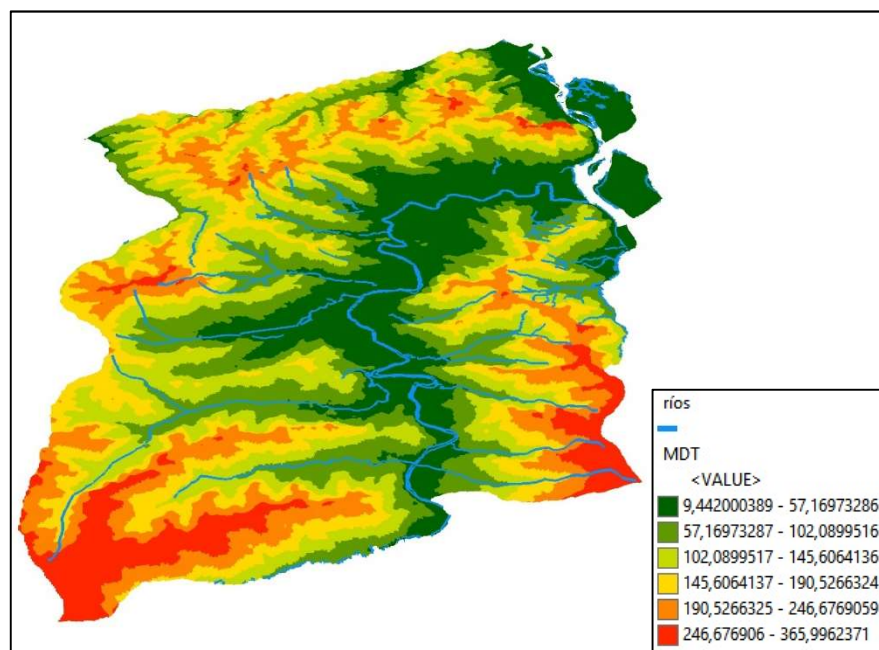 ríos
MDT
<VALUE>
9,442000389 - 57,16973286
57,16973287 - 102,0899516
102,0899517 - 145,6064136
145,6064137 - 190,5266324
190,5266325 - 246,6769059
246,676906 - 365,9962371